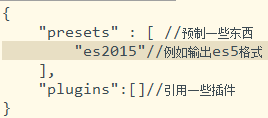 {
"presets" : [ //预制一些东西
"es2015"//例如输出es5格式
],
"plugins":[]//引用一些插件
}